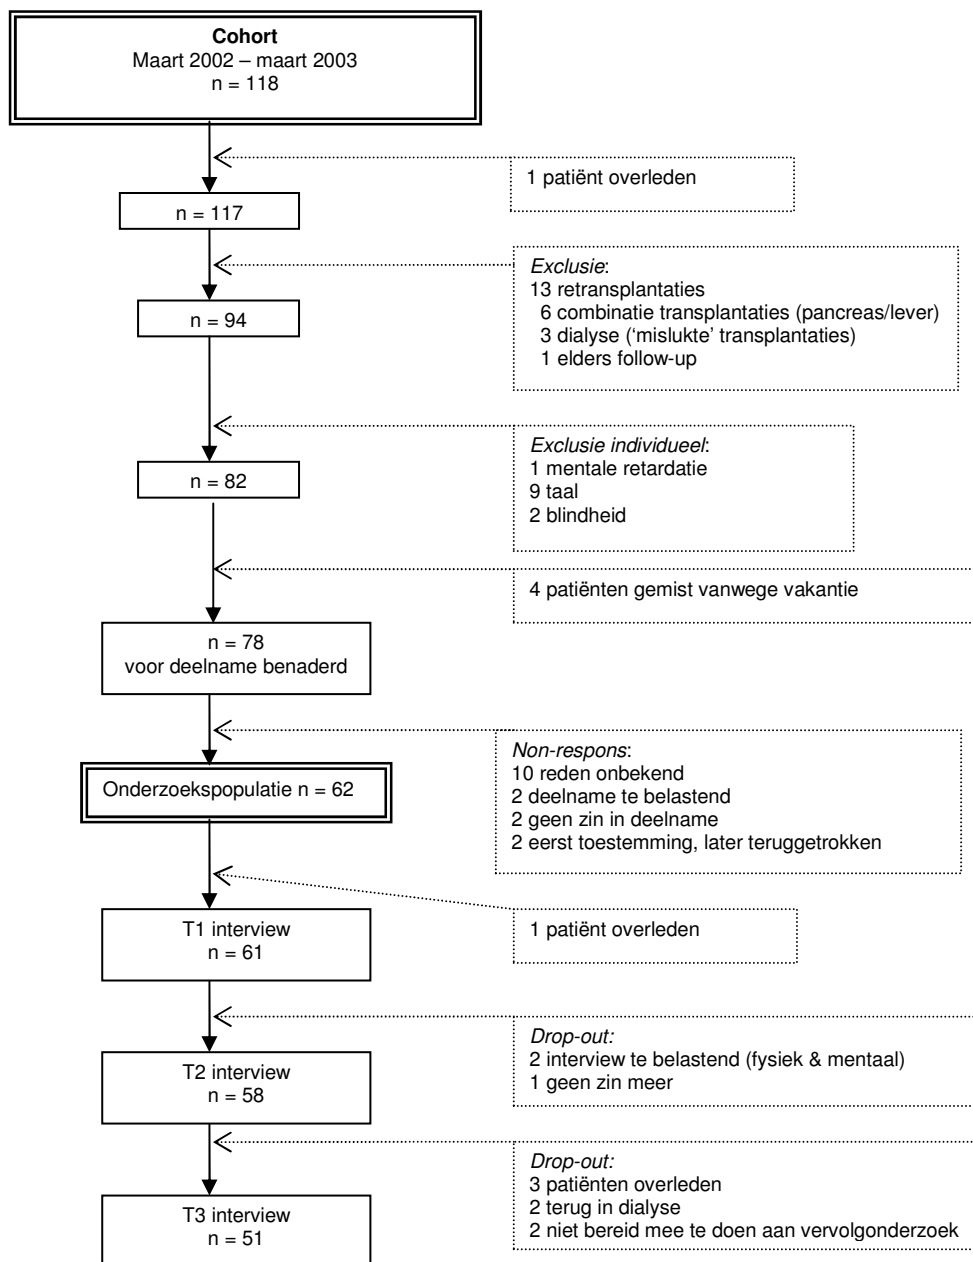 Cohort
Maart 2002 – maart 2003
n = 118
1 patiënt overleden
n = 117
Exclusie:
13 retransplantaties
6 combinatie transplantaties (pancreas/lever)
3 dialyse (‘mislukte’ transplantaties)
1 elders follow-up
n = 94
Exclusie individueel:
1 mentale retardatie
9 taal
2 blindheid
n = 82
4 patiënten gemist vanwege vakantie
n = 78
voor deelname benaderd
Non-respons:
10 reden onbekend
2 deelname te belastend
2 geen zin in deelname
2 eerst toestemming, later teruggetrokken
Onderzoekspopulatie n = 62
1 patiënt overleden
T1 interview
n = 61
Drop-out:
2 interview te belastend (fysiek & mentaal)
1 geen zin meer
T2 interview
n = 58
Drop-out:
3 patiënten overleden
2 terug in dialyse
2 niet bereid mee te doen aan vervolgonderzoek
T3 interview
n = 51